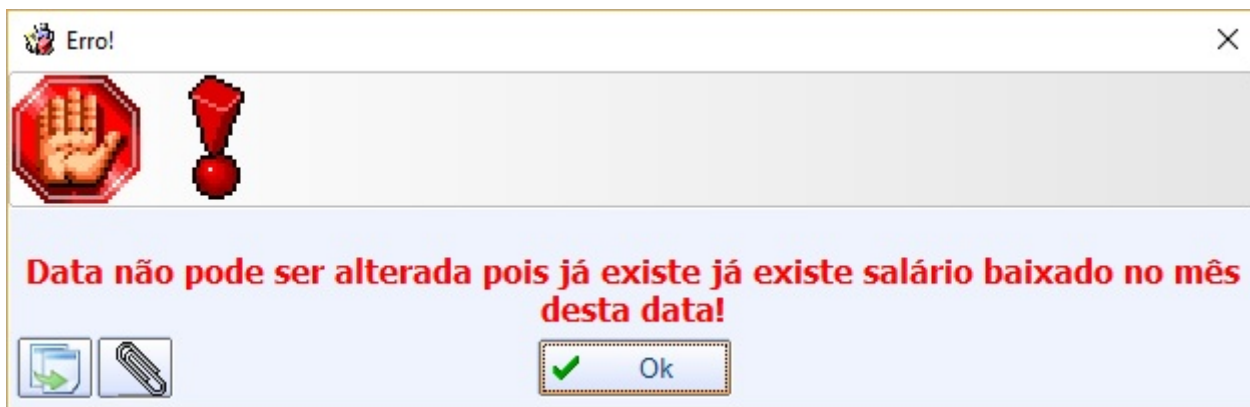 Erro!
Data não pode ser alterada pois já existe já existe salário baixado no mês
desta data!
Ok